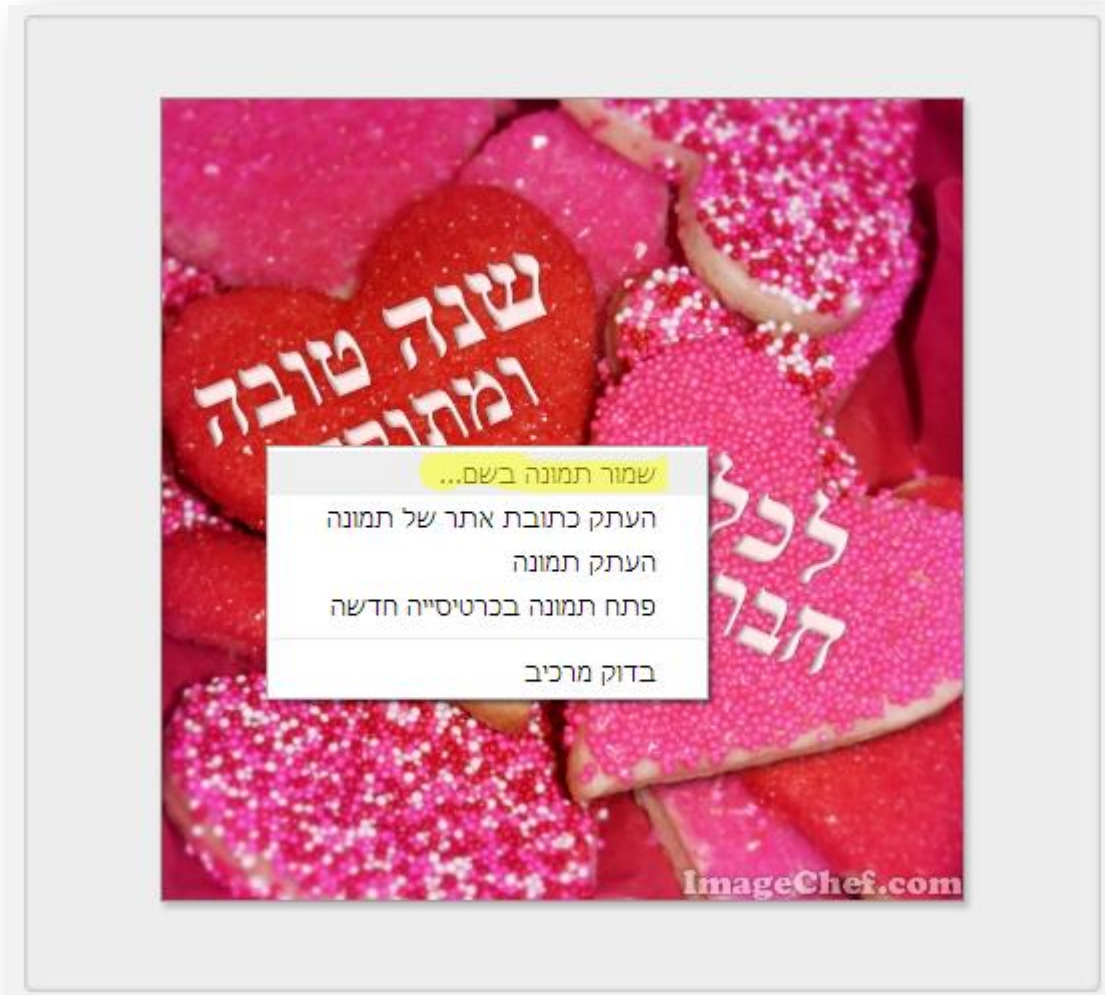 שנה טובה
לכל
שמור תמונה בשם...
העתק כתובת אתר של תמונה
העתק תמונה
פתח תמונה בכרטיסייה חדשה
בדוק מרכיב
ImageChef.com